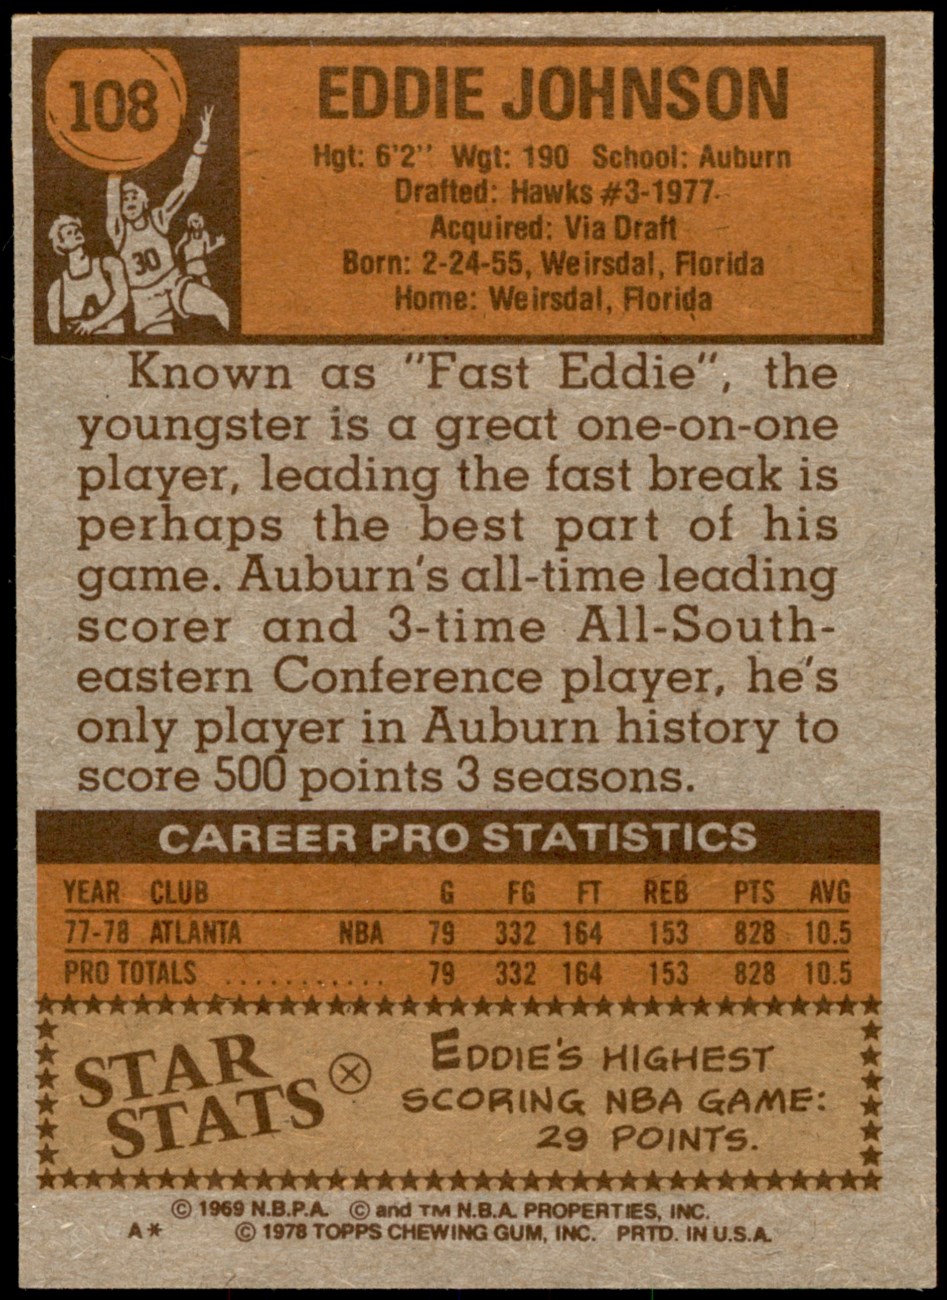 108
EDDIE JOHNSON
Hgt: 6'2" Wgt: 190 School: Auburn
Drafted: Hawks #3-1977
Acquired: Via Draft
Born: 2-24-55, Weirsdal, Florida
Home: Weirsdal, Florida
30
4
Known as "Fast Eddie", the
youngster is a great one-on-one
player, leading the fast break is
perhaps the best part of his
game. Auburn's all-time leading
scorer and 3-time All-South-
eastern Conference player, he's
only player in Auburn history to
score 500 points 3 seasons.
CAREER PRO STATISTICS
YEAR CLUB G FG FT REB PTS AVG
77-78 ATLANTA NBA 79 332 164 153 828 10.5
PRO TOTALS ........... 79 332 164 153 828 10.5
STAR STATS
EDDIE'S HIGHEST
SCORING NBA GAME:
29 POINTS.
© 1969 N.B.P.A. © and TM N.B.A. PROPERTIES, INC.
A* © 1978 TOPPS CHEWING GUM, INC. PRTD. IN U.S.A.